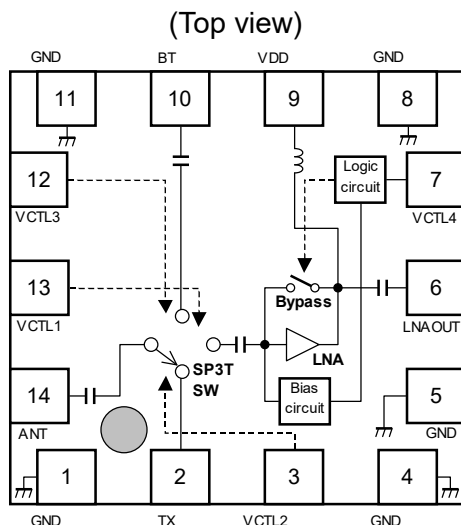 (Top view)
GND BT VDD GND
11 10 9 8
12 Logic circuit 7
VCTL3 VCTL4
13 Bypass 6
VCTL1 LNAOUT
LNA
SP3T
SW
14 Bias circuit 5
ANT GND
1 2 3 4
GND TX VCTL2 GND